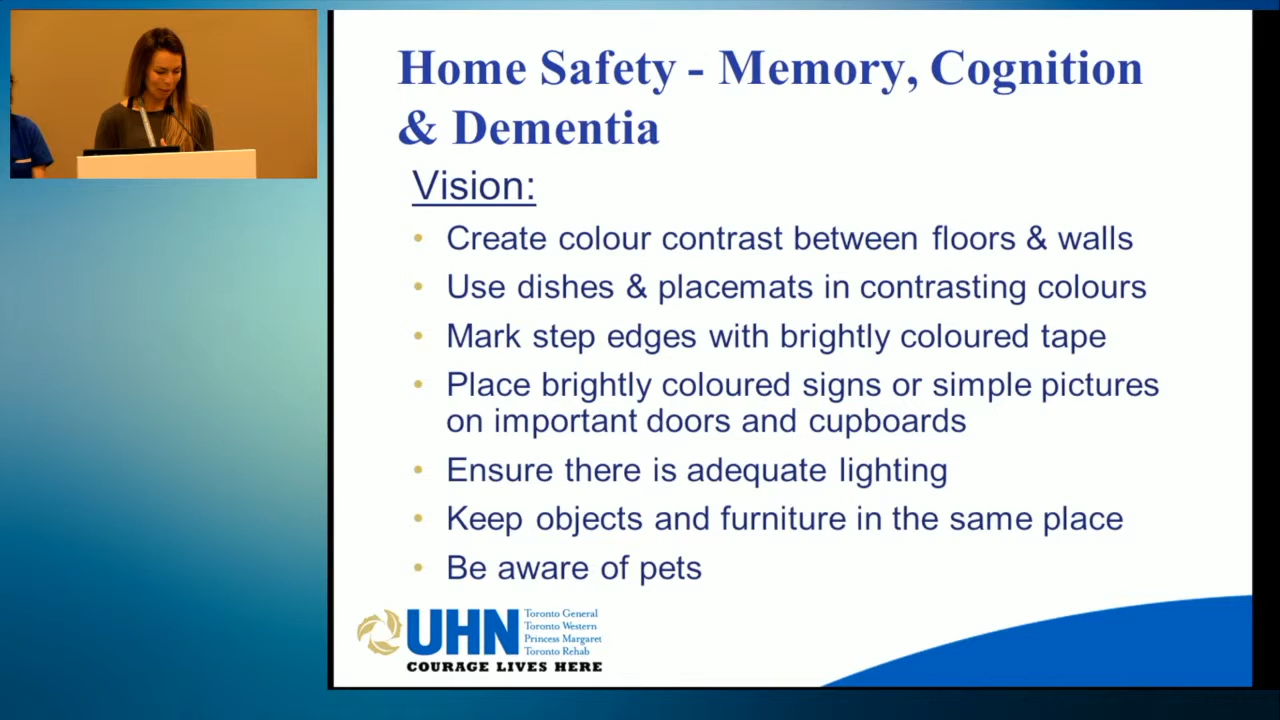 Home Safety - Memory, Cognition
& Dementia
Vision:
• Create colour contrast between floors & walls
• Use dishes & placemats in contrasting colours
• Mark step edges with brightly coloured tape
• Place brightly coloured signs or simple pictures
on important doors and cupboards
• Ensure there is adequate lighting
• Keep objects and furniture in the same place
• Be aware of pets
UHN
Toronto General
Toronto Western
Princess Margaret
Toronto Rehab
COURAGE LIVES HERE